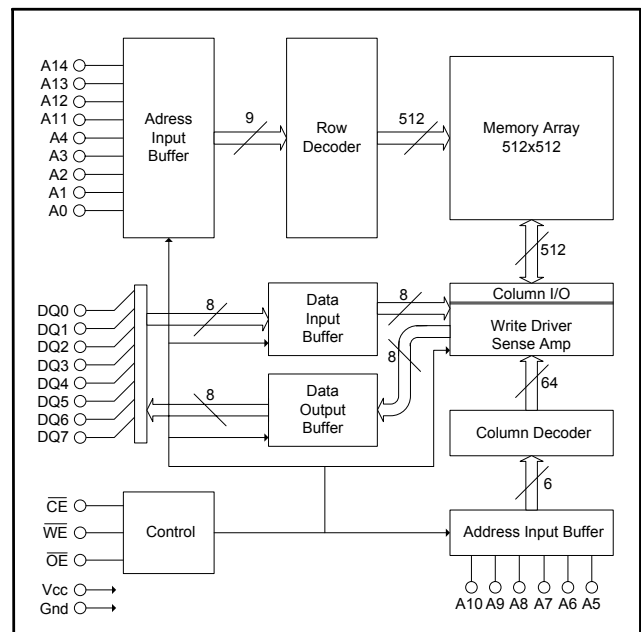 A14
A13
A12
A11
A4
A3
A2
A1
A0
Adress
Input
Buffer
9
Row
Decoder
512
Memory Array
512x512
512
DQ0
DQ1
DQ2
DQ3
DQ4
DQ5
DQ6
DQ7
8
Data
Input
Buffer
8
Column I/O
Write Driver
Sense Amp
8
8
Data
Output
Buffer
64
Column Decoder
6
CE
WE
OE
Control
Address Input Buffer
Vcc
Gnd
A10 A9 A8 A7 A6 A5